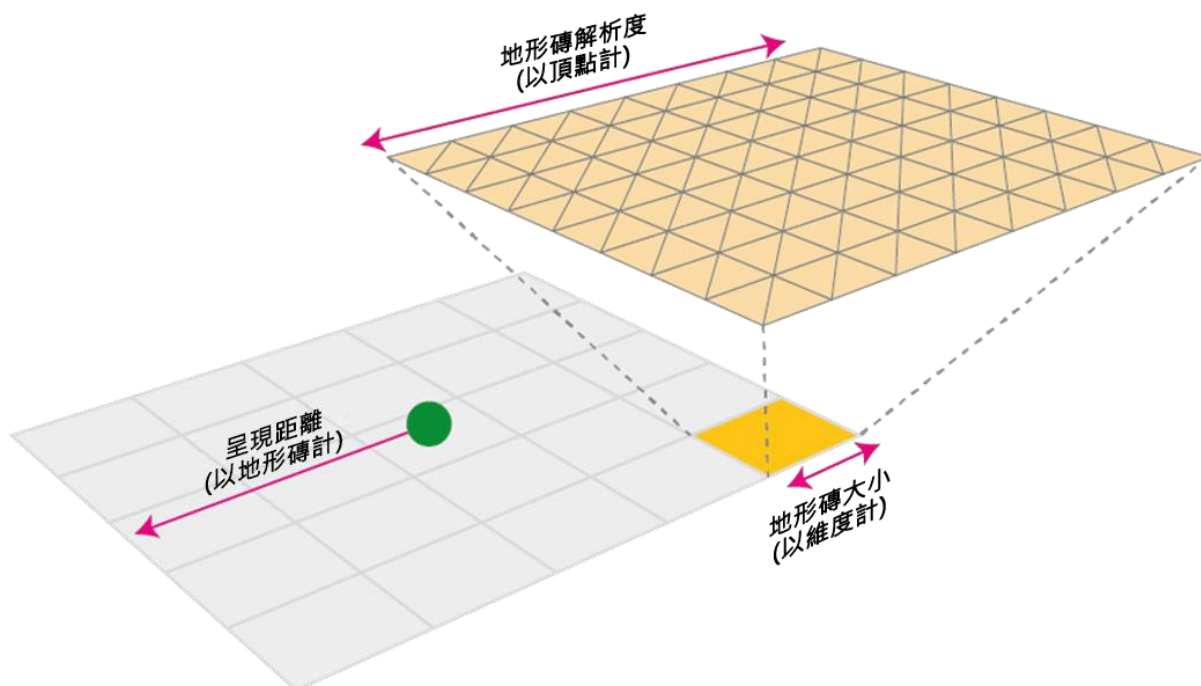 地形磚解析度
(以頂點計)
呈現距離
(以地形磚計)
地形磚大小
(以維度計)